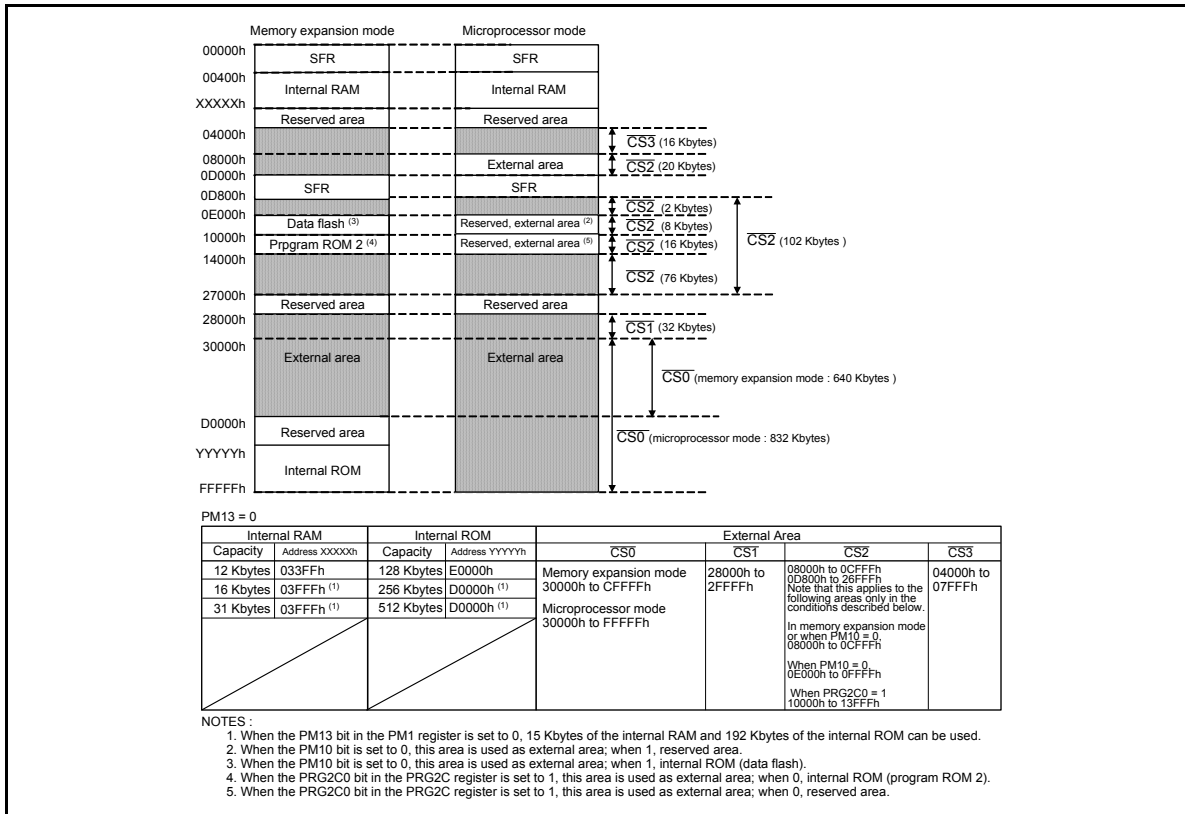 Memory expansion mode Microprocessor mode
00000h
SFR SFR
00400h
Internal RAM Internal RAM
XXXXXh
Reserved area Reserved area
04000h
CS3 (16 Kbytes)
08000h
External area CS2 (20 Kbytes)
0D000h
SFR SFR
0D800h
CS2 (2 Kbytes)
0E000h
Data flash (3) Reserved, external area (2) CS2 (8 Kbytes)
10000h
Prpgram ROM 2 (4) Reserved, external area (5) CS2 (16 Kbytes) CS2 (102 Kbytes )
14000h
CS2 (76 Kbytes)
27000h
Reserved area Reserved area
28000h
CS1 (32 Kbytes)
30000h
External area External area
CS0 (memory expansion mode : 640 Kbytes )
D0000h
Reserved area CS0 (microprocessor mode : 832 Kbytes)
YYYYYh
Internal ROM
FFFFFh
PM13 = 0
Internal RAM Internal ROM External Area
Capacity Address XXXXXh Capacity Address YYYYYh CS0 CS1 CS2 CS3
12 Kbytes 033FFh 128 Kbytes E0000h
16 Kbytes 03FFFh (1) 256 Kbytes D0000h (1)
31 Kbytes 03FFFh (1) 512 Kbytes D0000h (1)
Memory expansion mode
30000h to CFFFFh
Microprocessor mode
30000h to FFFFFh
28000h to
2FFFFh
08000h to 0CFFFh
0D800h to 26FFFh
Note that this applies to the
following areas only in the
conditions described below.
In memory expansion mode
or when PM10 = 0,
08000h to 0CFFFh
When PM10 = 0,
0E000h to 0FFFFh
When PRG2C0 = 1
10000h to 13FFFh
04000h to
07FFFh
NOTES :
1. When the PM13 bit in the PM1 register is set to 0, 15 Kbytes of the internal RAM and 192 Kbytes of the internal ROM can be used.
2. When the PM10 bit is set to 0, this area is used as external area; when 1, reserved area.
3. When the PM10 bit is set to 0, this area is used as external area; when 1, internal ROM (data flash).
4. When the PRG2C0 bit in the PRG2C register is set to 1, this area is used as external area; when 0, internal ROM (program ROM 2).
5. When the PRG2C0 bit in the PRG2C register is set to 1, this area is used as external area; when 0, reserved area.